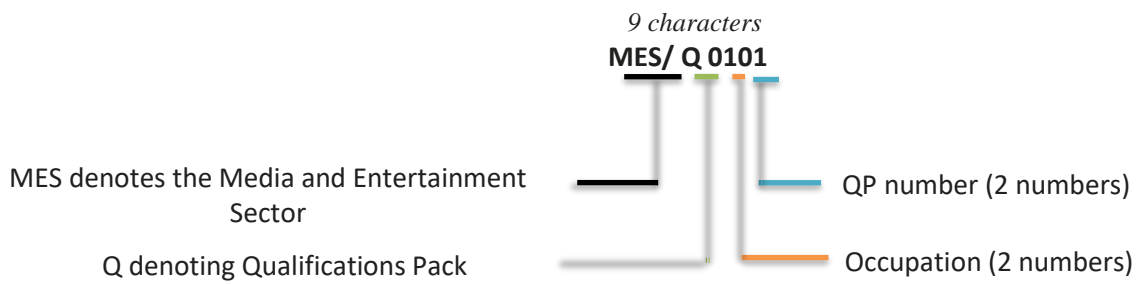 9 characters
MES/ Q 0101
MES denotes the Media and Entertainment
Sector
QP number (2 numbers)
Q denoting Qualifications Pack
Occupation (2 numbers)